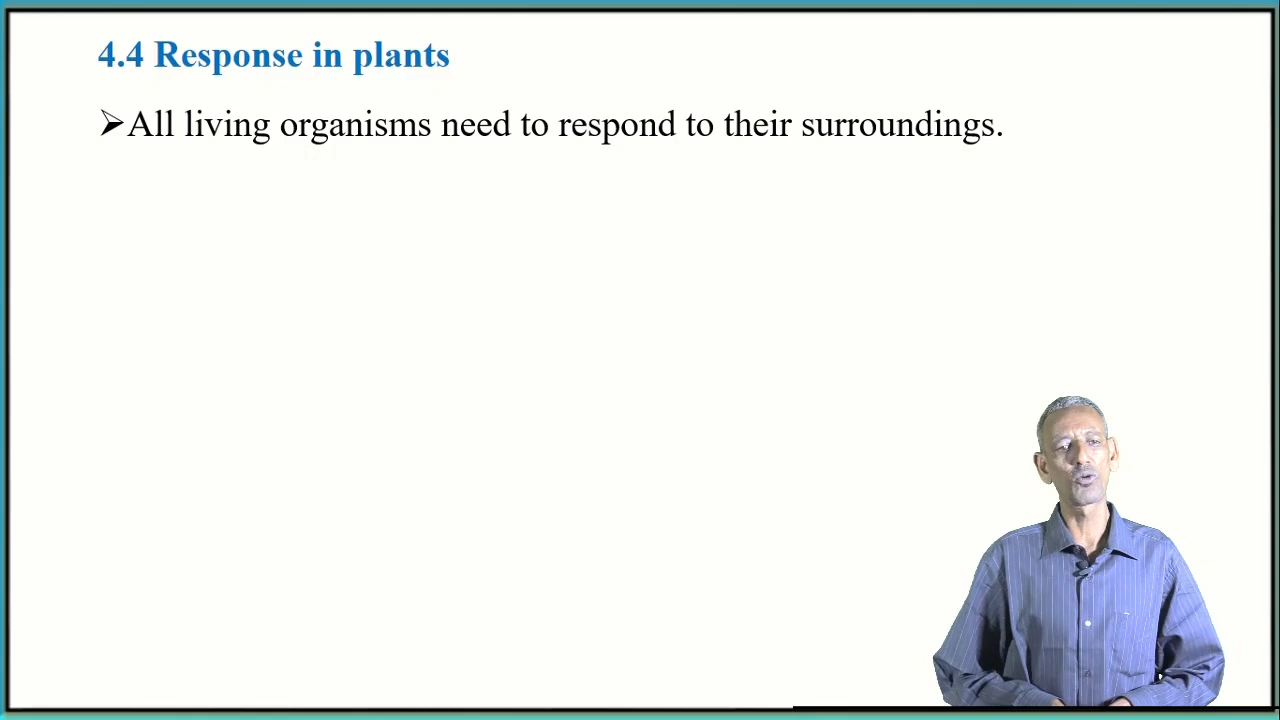 4.4 Response in plants
➢All living organisms need to respond to their surroundings.